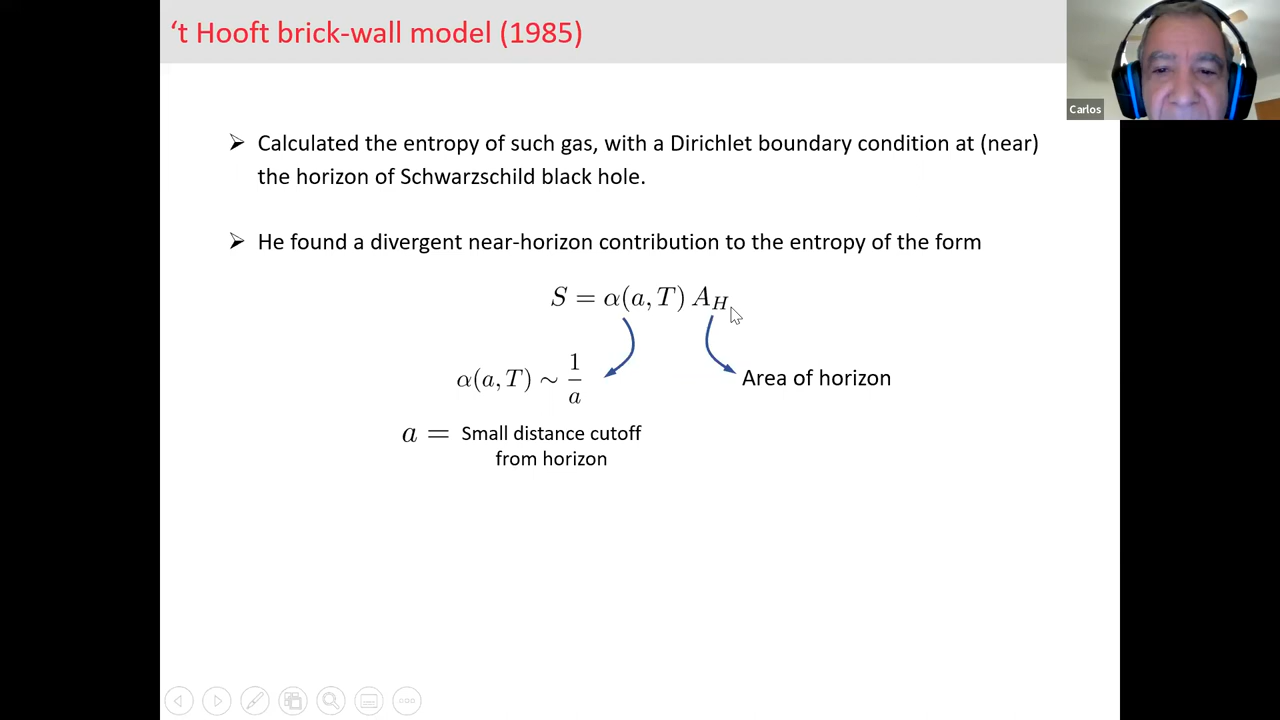 ‘t Hooft brick-wall model (1985)
Carlos
➢ Calculated the entropy of such gas, with a Dirichlet boundary condition at (near)
the horizon of Schwarzschild black hole.
➢ He found a divergent near-horizon contribution to the entropy of the form
S = α(a, T) A_H
α(a, T) ∼ 1/a
Area of horizon
a = Small distance cutoff
from horizon